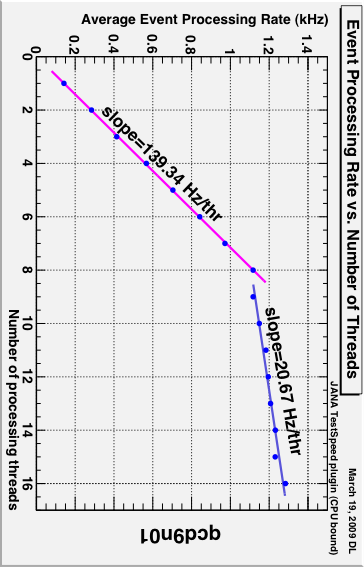 Event Processing Rate vs. Number of Threads
March 19, 2009 DL
JANA TestSpeed plugin (CPU bound)
Average Event Processing Rate (kHz)
0 0.2 0.4 0.6 0.8 1 1.2 1.4
slope=139.34 Hz/thr
slope=20.67 Hz/thr
0 2 4 6 8 10 12 14 16
Number of processing threads
qcd9n01